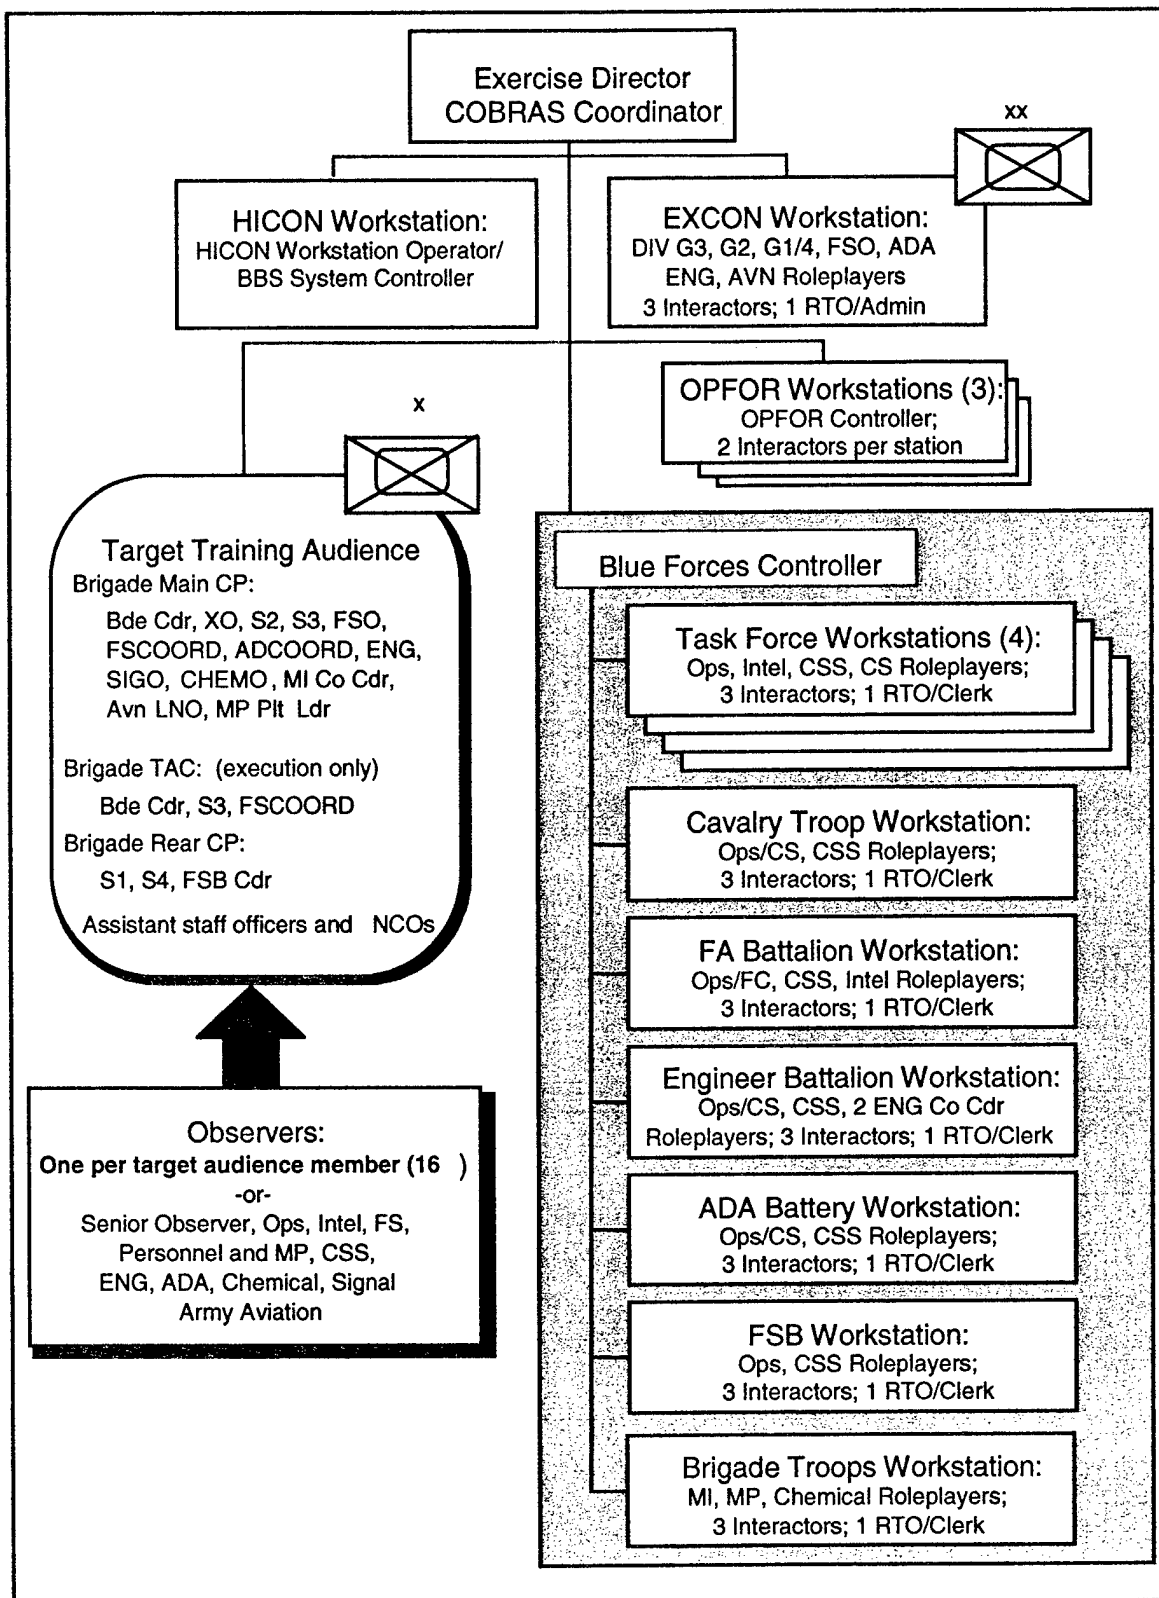 Exercise Director
COBRAS Coordinator
xx
HICON Workstation:
HICON Workstation Operator/
BBS System Controller
EXCON Workstation:
DIV G3, G2, G1/4, FSO, ADA
ENG, AVN Roleplayers
3 Interactors; 1 RTO/Admin
OPFOR Workstations (3):
OPFOR Controller;
2 Interactors per station
x
Target Training Audience
Brigade Main CP:
Bde Cdr, XO, S2, S3, FSO,
FSCOORD, ADCOORD, ENG,
SIGO, CHEMO, MI Co Cdr,
Avn LNO, MP Plt Ldr
Brigade TAC: (execution only)
Bde Cdr, S3, FSCOORD
Brigade Rear CP:
S1, S4, FSB Cdr
Assistant staff officers and NCOs
Observers:
One per target audience member (16 )
-or-
Senior Observer, Ops, Intel, FS,
Personnel and MP, CSS,
ENG, ADA, Chemical, Signal
Army Aviation
Blue Forces Controller
Task Force Workstations (4):
Ops, Intel, CSS, CS Roleplayers;
3 Interactors; 1 RTO/Clerk
Cavalry Troop Workstation:
Ops/CS, CSS Roleplayers;
3 Interactors; 1 RTO/Clerk
FA Battalion Workstation:
Ops/FC, CSS, Intel Roleplayers;
3 Interactors; 1 RTO/Clerk
Engineer Battalion Workstation:
Ops/CS, CSS, 2 ENG Co Cdr
Roleplayers; 3 Interactors; 1 RTO/Clerk
ADA Battery Workstation:
Ops/CS, CSS Roleplayers;
3 Interactors; 1 RTO/Clerk
FSB Workstation:
Ops, CSS Roleplayers;
3 Interactors; 1 RTO/Clerk
Brigade Troops Workstation:
MI, MP, Chemical Roleplayers;
3 Interactors; 1 RTO/Clerk